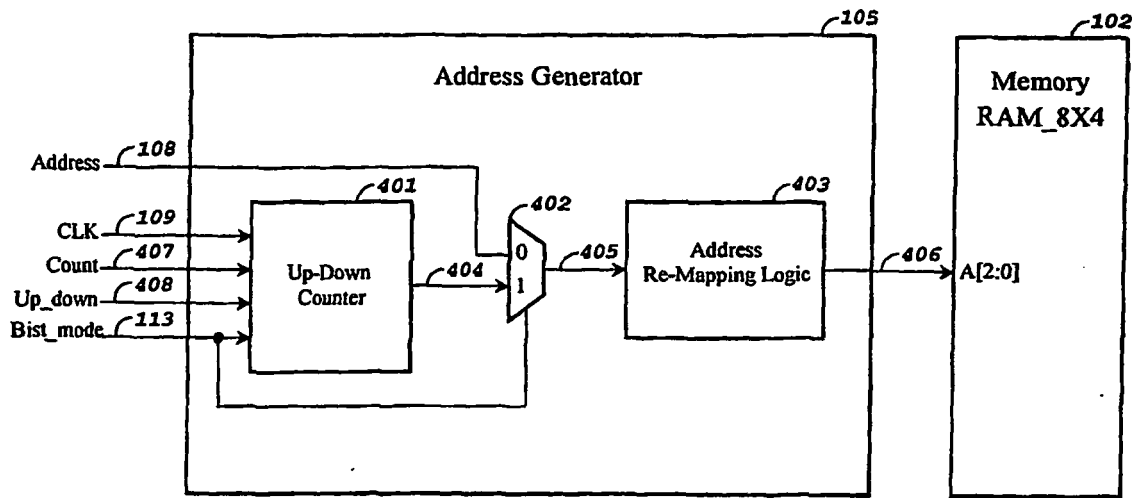 105
102
Address Generator
Memory
RAM_8X4
Address
108
401
402
403
CLK
109
Count
407
Up_down
408
Bist_mode
113
Up-Down
Counter
404
0
1
405
Address
Re-Mapping Logic
406
A[2:0]